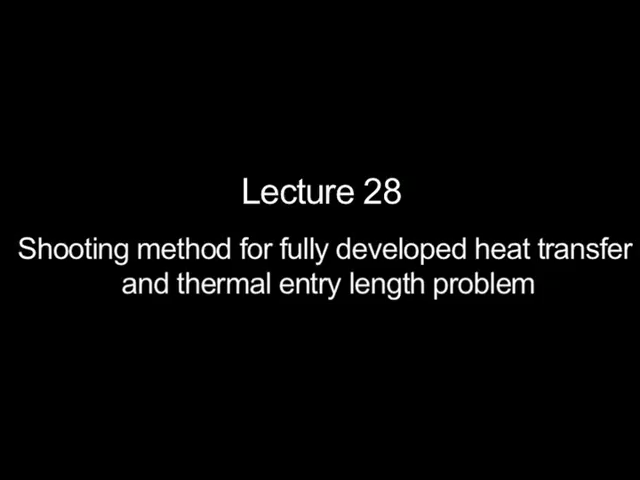 Lecture 28
Shooting method for fully developed heat transfer
and thermal entry length problem